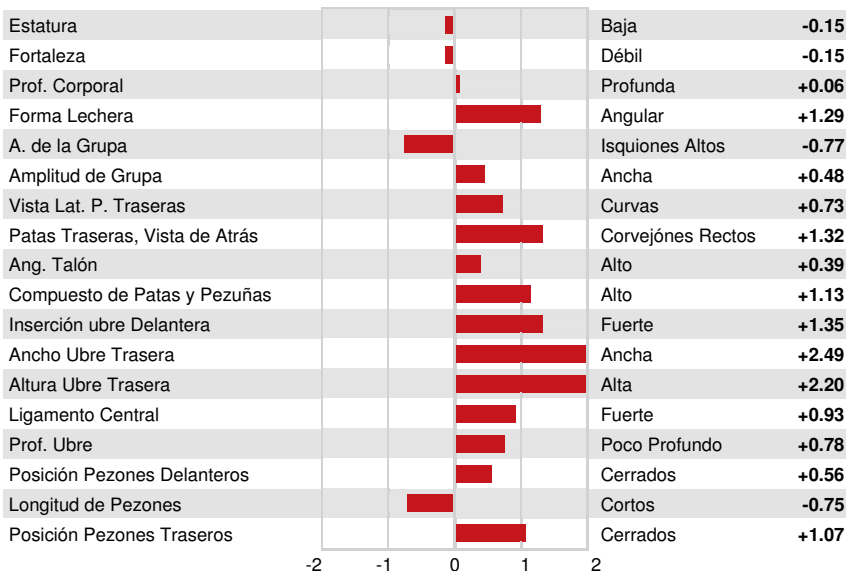 Estatura Baja -0.15
Fortaleza Débil -0.15
Prof. Corporal Profunda +0.06
Forma Lechera Angular +1.29
A. de la Grupa Isquiones Altos -0.77
Amplitud de Grupa Ancha +0.48
Vista Lat. P. Traseras Curvas +0.73
Patas Traseras, Vista de Atrás Corvejónes Rectos +1.32
Ang. Talón Alto +0.39
Compuesto de Patas y Pezuñas Alto +1.13
Inserción ubre Delantera Fuerte +1.35
Ancho Ubre Trasera Ancha +2.49
Altura Ubre Trasera Alta +2.20
Ligamento Central Fuerte +0.93
Prof. Ubre Poco Profundo +0.78
Posición Pezones Delanteros Cerrados +0.56
Longitud de Pezones Cortos -0.75
Posición Pezones Traseros Cerrados +1.07
-2 -1 0 1 2